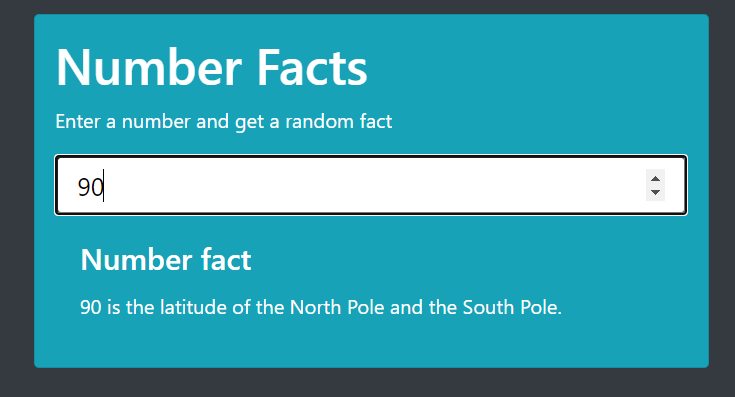 Number Facts
Enter a number and get a random fact
90
Number fact
90 is the latitude of the North Pole and the South Pole.